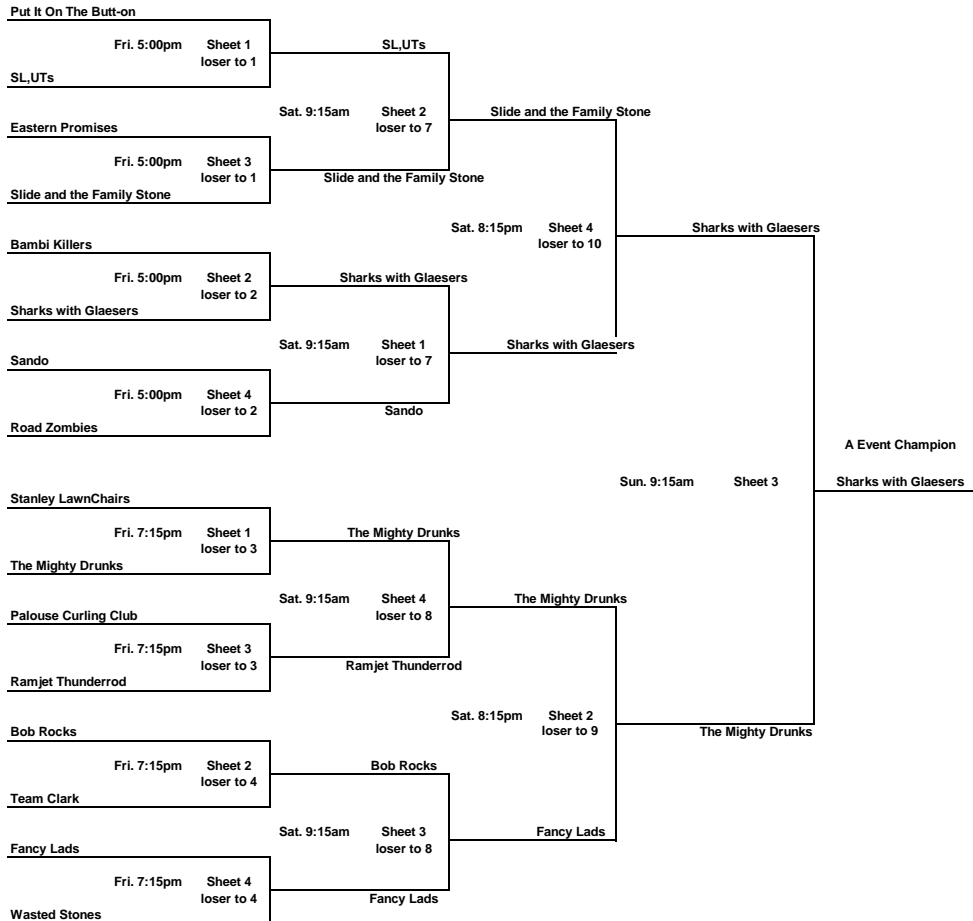 Put It On The Butt-on
Fri. 5:00pm Sheet 1 SL,UTs
loser to 1
SL,UTs
Sat. 9:15am Sheet 2 Slide and the Family Stone
loser to 7
Eastern Promises
Fri. 5:00pm Sheet 3
loser to 1
Slide and the Family Stone
Slide and the Family Stone
Sat. 8:15pm Sheet 4 Sharks with Glaesers
loser to 10
Bambi Killers
Fri. 5:00pm Sheet 2 Sharks with Glaesers
loser to 2
Sharks with Glaesers
Sat. 9:15am Sheet 1 Sharks with Glaesers
loser to 7
Sando
Fri. 5:00pm Sheet 4
loser to 2 Sando
Road Zombies
A Event Champion
Sun. 9:15am Sheet 3 Sharks with Glaesers
Stanley LawnChairs
Fri. 7:15pm Sheet 1 The Mighty Drunks
loser to 3
The Mighty Drunks
Sat. 9:15am Sheet 4 The Mighty Drunks
loser to 8
Palouse Curling Club
Fri. 7:15pm Sheet 3
loser to 3 Ramjet Thunderrod
Ramjet Thunderrod
Sat. 8:15pm Sheet 2
loser to 9 The Mighty Drunks
Bob Rocks
Fri. 7:15pm Sheet 2 Bob Rocks
loser to 4
Team Clark
Sat. 9:15am Sheet 3 Fancy Lads
loser to 8
Fancy Lads
Fri. 7:15pm Sheet 4
loser to 4 Fancy Lads
Wasted Stones